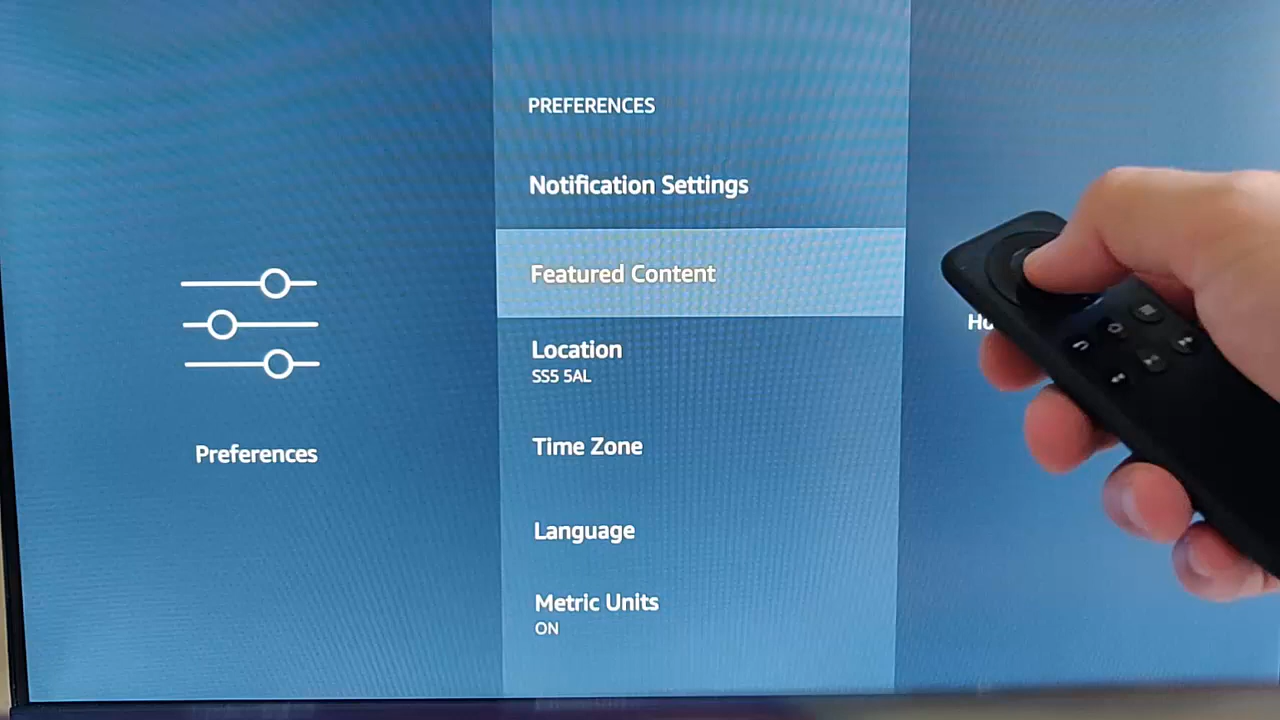 PREFERENCES
Notification Settings
Featured Content
Location
SS5 5AL
Time Zone
Language
Metric Units
ON
Preferences